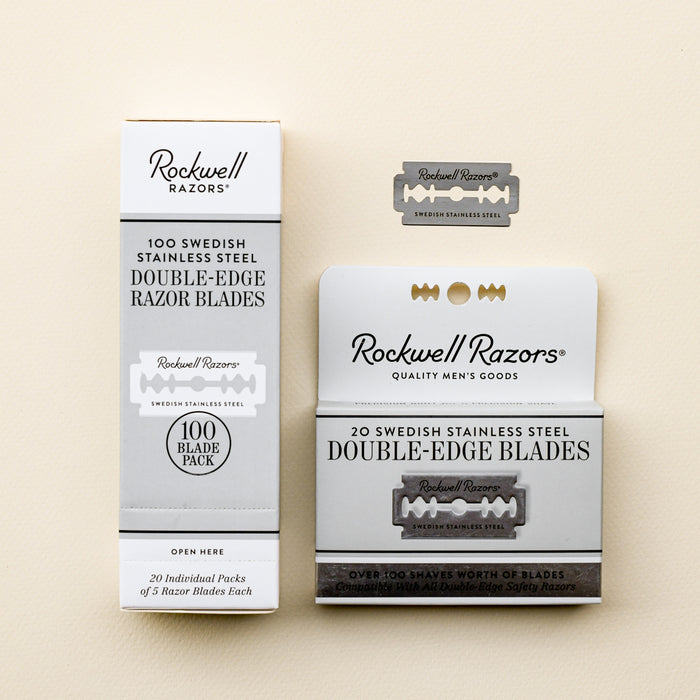 Rockwell
RAZORS®
100 SWEDISH
STAINLESS STEEL
DOUBLE-EDGE
RAZOR BLADES
Rockwell Razors®
SWEDISH STAINLESS STEEL
100
BLADE
PACK
OPEN HERE
20 Individual Packs
of 5 Razor Blades Each
Rockwell Razors®
SWEDISH STAINLESS STEEL
Rockwell Razors®
QUALITY MEN'S GOODS
20 SWEDISH STAINLESS STEEL
DOUBLE-EDGE BLADES
Rockwell Razors®
SWEDISH STAINLESS STEEL
OVER 100 SHAVES WORTH OF BLADES
Compatible With All Double-Edge Safety Razors